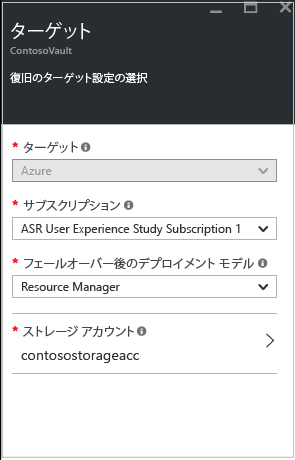 ターゲット
ContosoVault
復旧のターゲット設定の選択
* ターゲット
Azure
* サブスクリプション
ASR User Experience Study Subscription 1
* フェールオーバー後のデプロイメント モデル
Resource Manager
* ストレージ アカウント
contosostorageacc